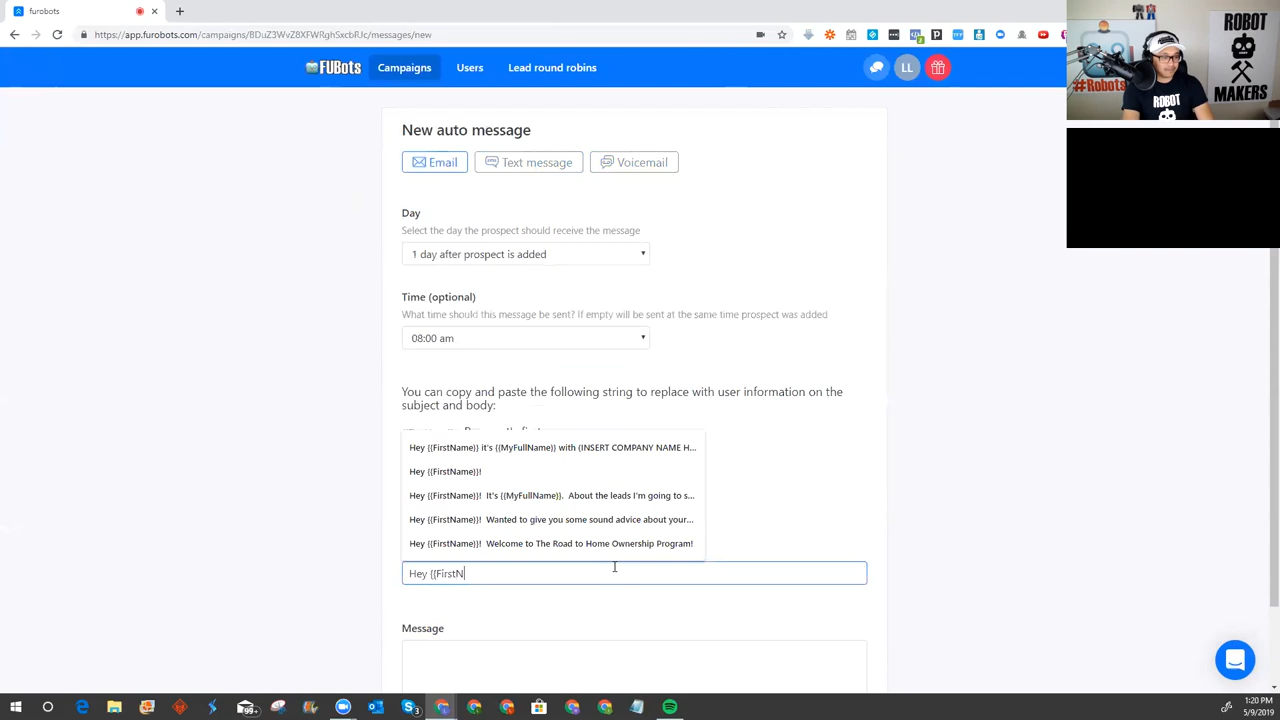 furobots
https://app.furobots.com/campaigns/BDuZ3WvZ8XFWRghSxcbRJc/messages/new
FUBots
Campaigns
Users
Lead round robins
LL
ROBOT
MAKERS
#Robots
ROBOT
MAKERS
New auto message
Email
Text message
Voicemail
Day
Select the day the prospect should receive the message
1 day after prospect is added
Time (optional)
What time should this message be sent? If empty will be sent at the same time prospect was added
08:00 am
You can copy and paste the following string to replace with user information on the
subject and body:
Hey {{FirstName}} it's {{MyFullName}} with (INSERT COMPANY NAME H...
Hey {{FirstName}}!
Hey {{FirstName}}! It's {{MyFullName}}. About the leads I'm going to s...
Hey {{FirstName}}! Wanted to give you some sound advice about your...
Hey {{FirstName}}! Welcome to The Road to Home Ownership Program!
Hey {{FirstN
Message
99+
3
1:20 PM
5/9/2019